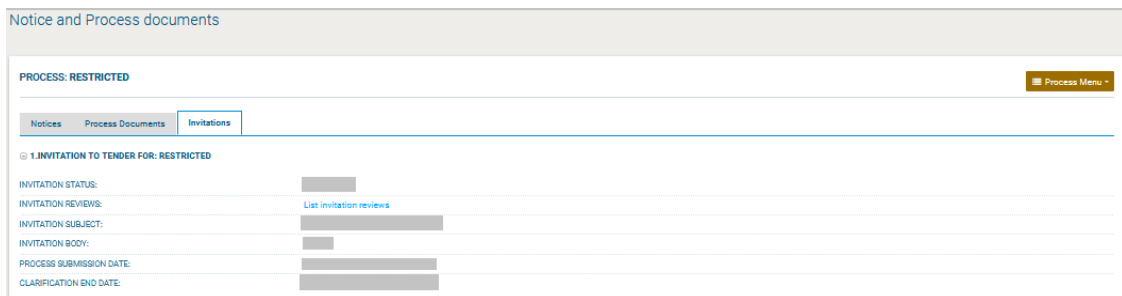 Notice and Process documents
PROCESS: RESTRICTED
Process Menu
Notices Process Documents Invitations
1.INVITATION TO TENDER FOR: RESTRICTED
INVITATION STATUS:
INVITATION REVIEWS: List invitation reviews
INVITATION SUBJECT:
INVITATION BODY:
PROCESS SUBMISSION DATE:
CLARIFICATION END DATE: